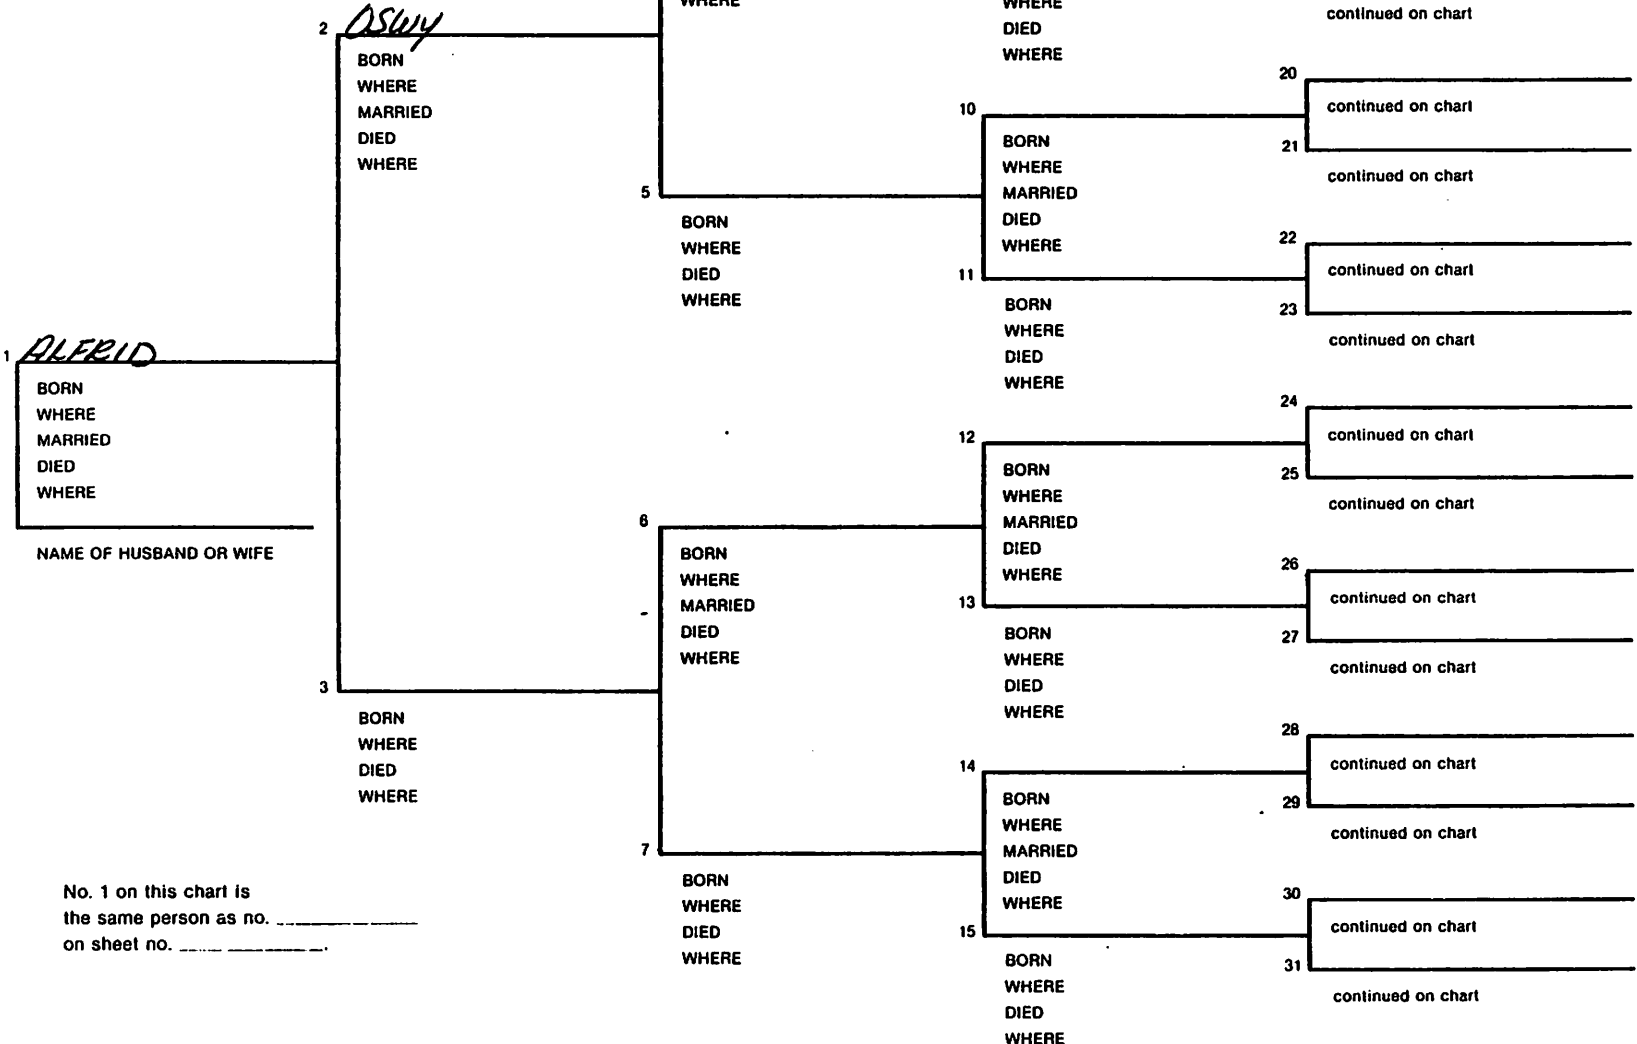 2 OSWY
BORN
WHERE
MARRIED
DIED
WHERE
1 ALFRID
BORN
WHERE
MARRIED
DIED
WHERE
NAME OF HUSBAND OR WIFE
3
BORN
WHERE
DIED
WHERE
No. 1 on this chart is
the same person as no.
on sheet no.
WHERE
5
BORN
WHERE
DIED
WHERE
6
BORN
WHERE
MARRIED
DIED
WHERE
7
BORN
WHERE
DIED
WHERE
WHERE
DIED
WHERE
10
BORN
WHERE
MARRIED
DIED
WHERE
11
BORN
WHERE
DIED
WHERE
12
BORN
WHERE
MARRIED
DIED
WHERE
13
BORN
WHERE
DIED
WHERE
14
BORN
WHERE
MARRIED
DIED
WHERE
15
BORN
WHERE
DIED
WHERE
continued on chart
20
continued on chart
21
continued on chart
22
continued on chart
23
continued on chart
24
continued on chart
25
continued on chart
26
continued on chart
27
continued on chart
28
continued on chart
29
continued on chart
30
continued on chart
31
continued on chart